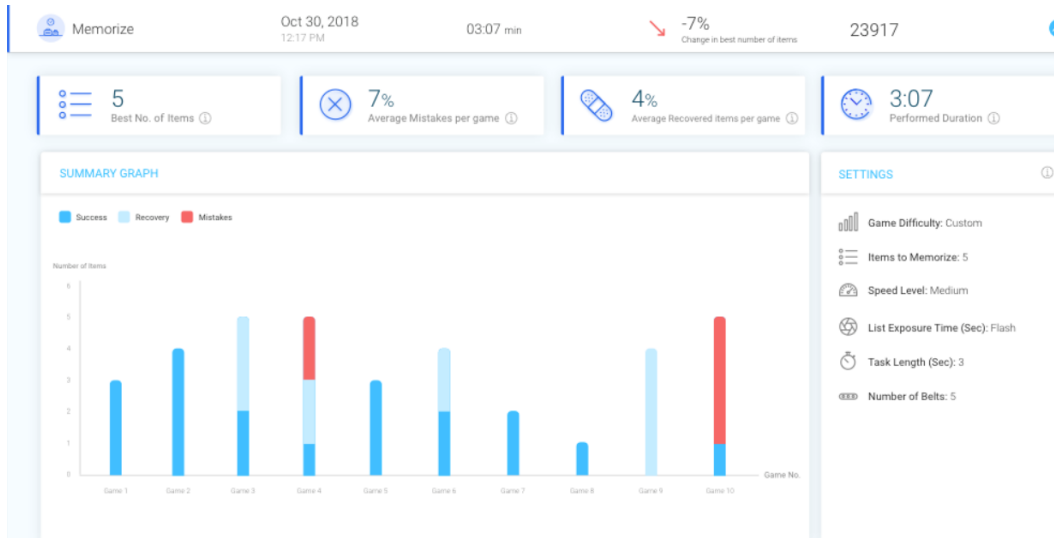 Memorize
Oct 30, 2018
12:17 PM
03:07 min
-7%
Change in best number of items
23917
5
Best No. of Items
7%
Average Mistakes per game
4%
Average Recovered items per game
3:07
Performed Duration
SUMMARY GRAPH
Success Recovery Mistakes
Number of Items
6
5
4
3
2
1
0
Game 1 Game 2 Game 3 Game 4 Game 5 Game 6 Game 7 Game 8 Game 9 Game 10
Game No.
SETTINGS
Game Difficulty: Custom
Items to Memorize: 5
Speed Level: Medium
List Exposure Time (Sec): Flash
Task Length (Sec): 3
Number of Belts: 5